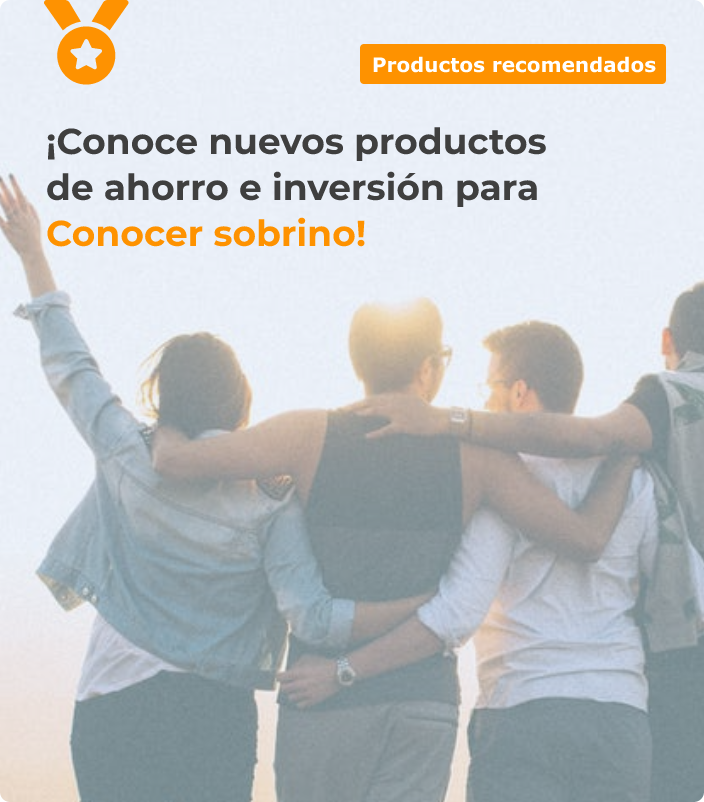 Productos recomendados
¡Conoce nuevos productos
de ahorro e inversión para
Conocer sobrino!